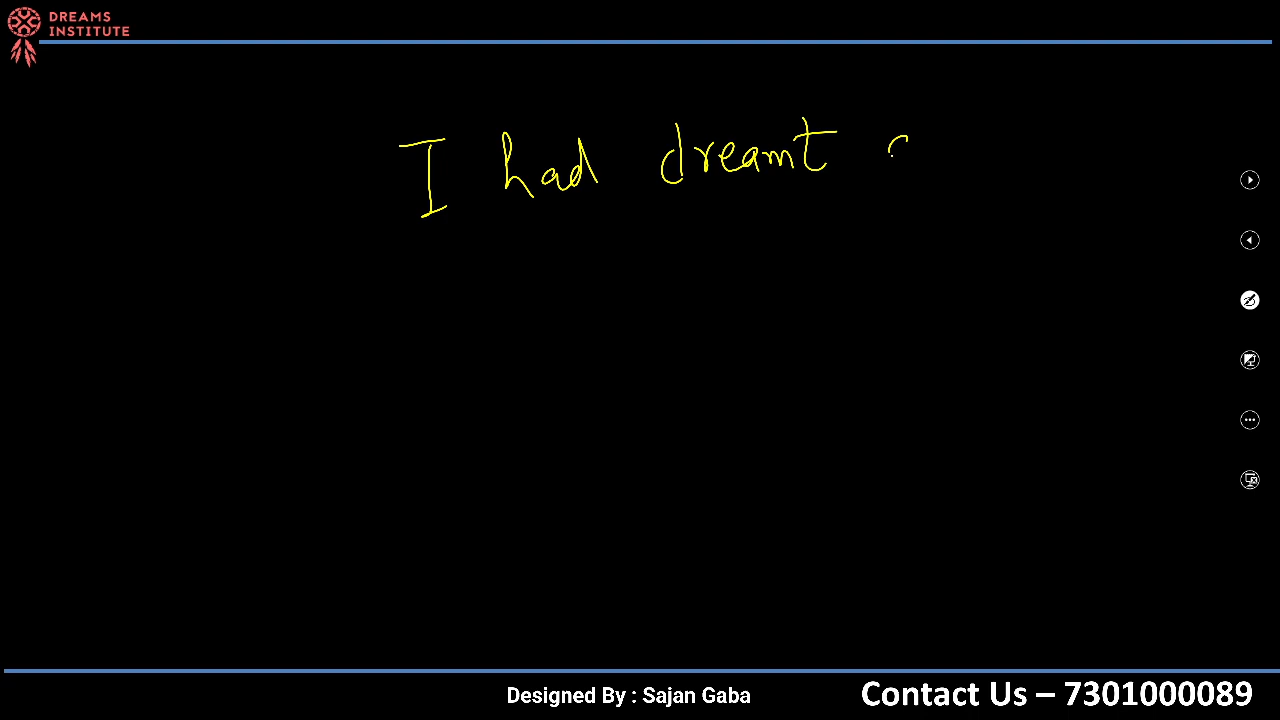 DREAMS
INSTITUTE
I had dreamt
Designed By : Sajan Gaba
Contact Us – 7301000089